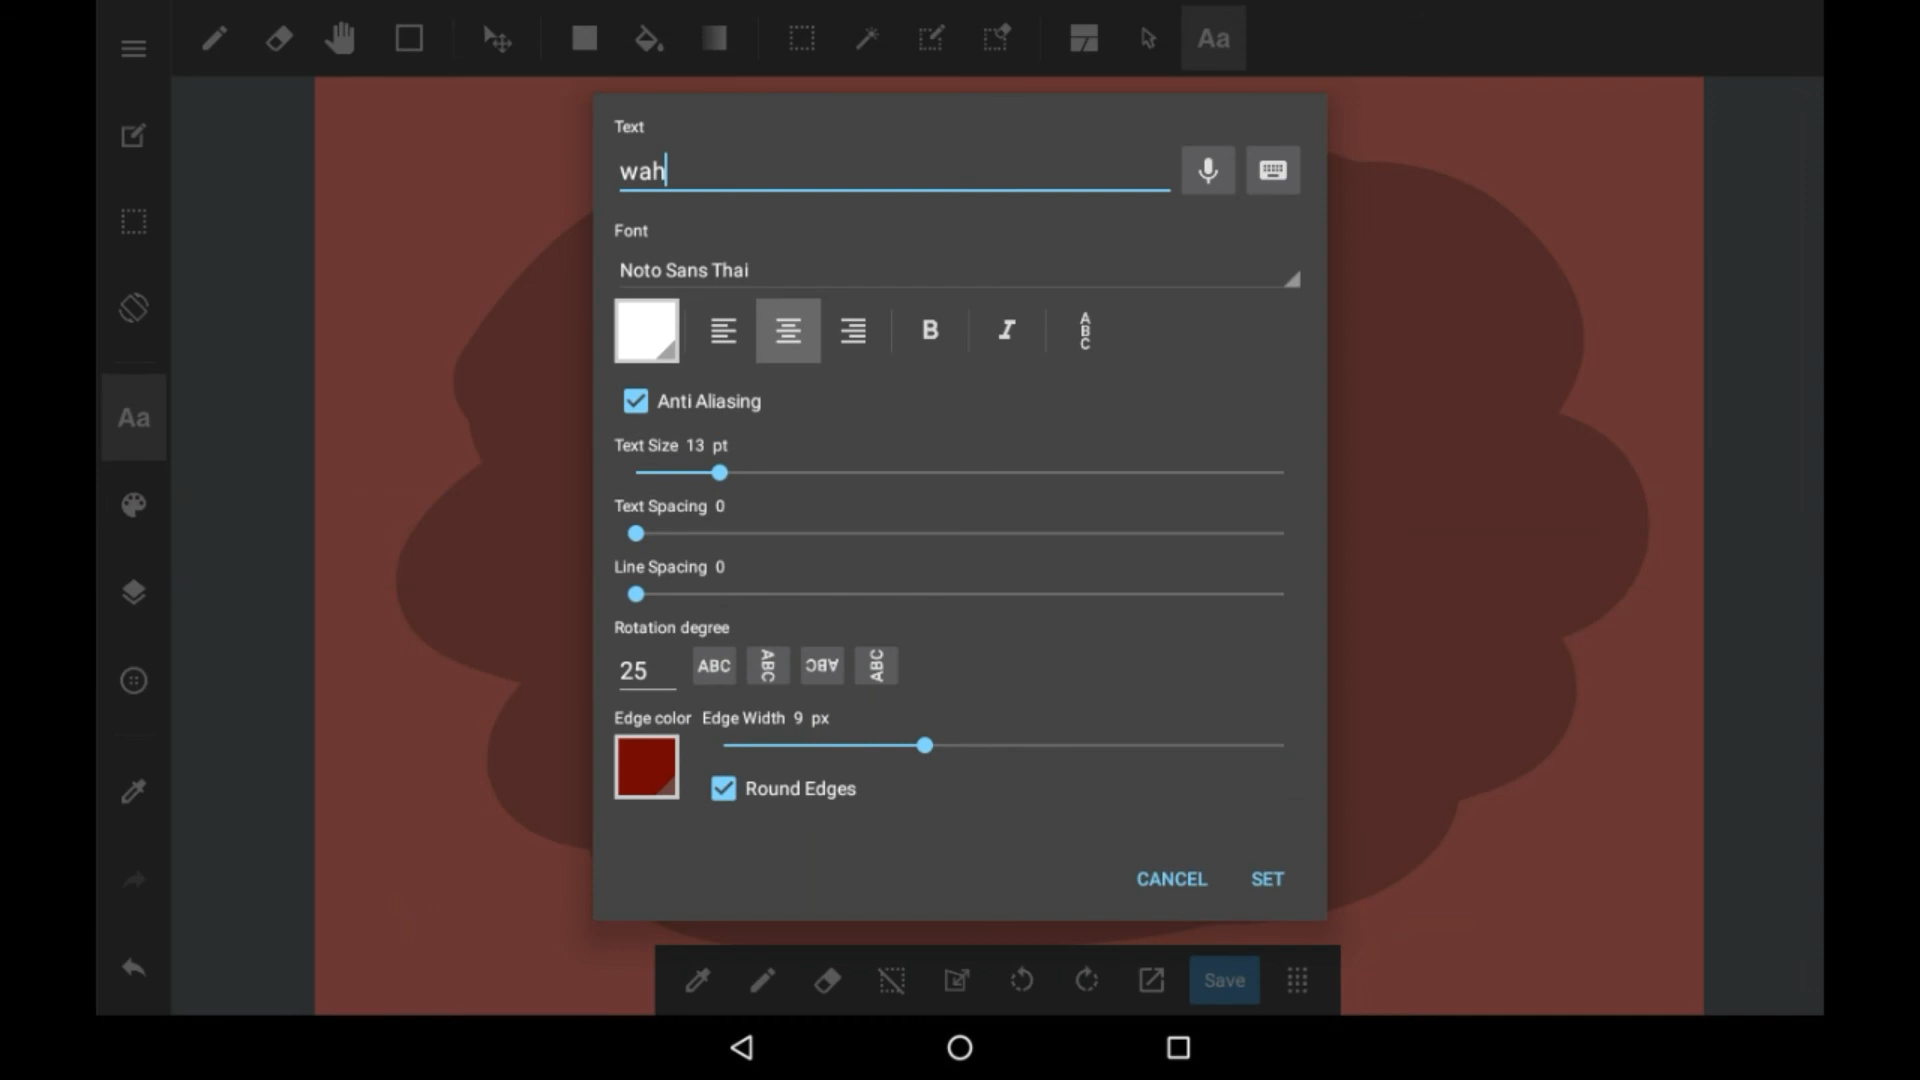 Aa
Text
wah
Font
Noto Sans Thai
B I ABC
Anti Aliasing
Aa
Text Size 13 pt
Text Spacing 0
Line Spacing 0
Rotation degree
25 ABC ABC ABC ABC
Edge color Edge Width 9 px
Round Edges
CANCEL SET
Save